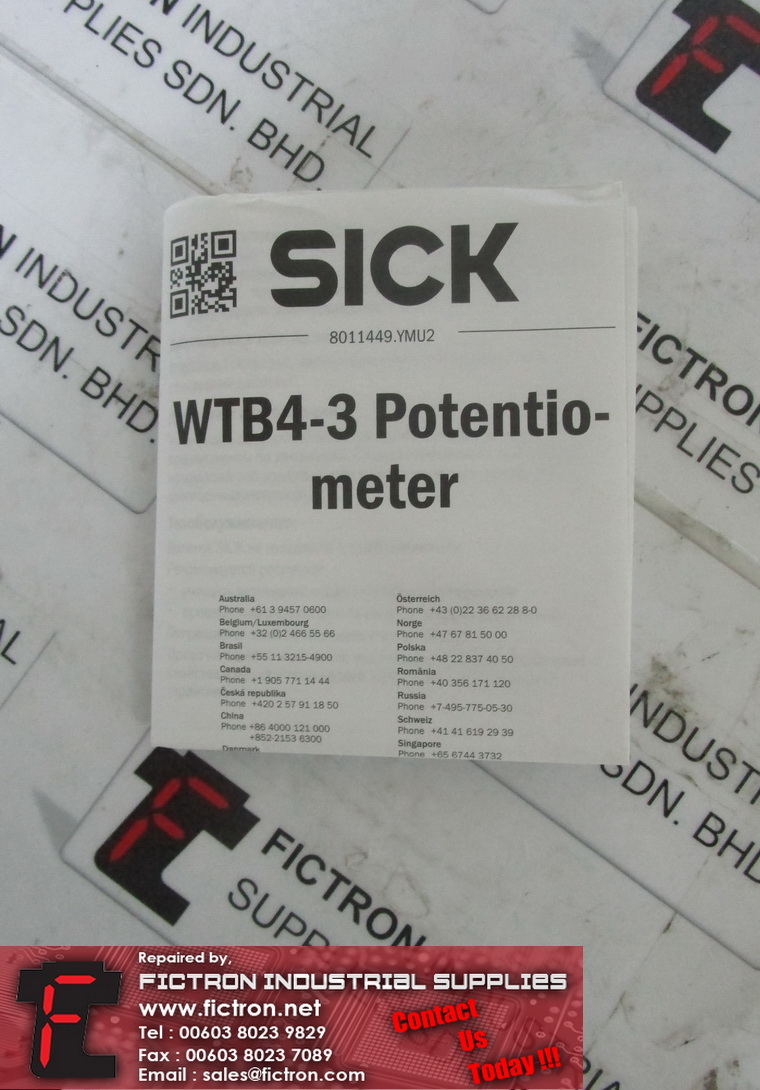 N INDUSTRIAL
PLIES SDN. BHD.
N INDUSTR
SDN. BHD.
SICK
8011449.YMU2
WTB4-3 Potentio-
meter
Australia
Phone +61 3 9457 0600
Belgium/Luxembourg
Phone +32 (0)2 466 55 66
Brasil
Phone +55 11 3215-4900
Canada
Phone +1 905 771 14 44
Česká republika
Phone +420 2 57 91 18 50
China
Phone +86 4000 121 000
+852-2153 6300
Danmark
Österreich
Phone +43 (0)22 36 62 28 8-0
Norge
Phone +47 67 81 50 00
Polska
Phone +48 22 837 40 50
România
Phone +40 356 171 120
Russia
Phone +7-495-775-05-30
Schweiz
Phone +41 41 619 29 39
Singapore
Phone +65 6744 3732
FICTRO
PPLIES
AL
INDUSTI
SDN. BHD
FICTRON
SUPP
Repaired by,
FICTRON INDUSTRIAL SUPPLIES
www.fictron.net
Tel : 00603 8023 9829
Fax : 00603 8023 7089
Email : sales@fictron.com
Contact
Us
Today !!!